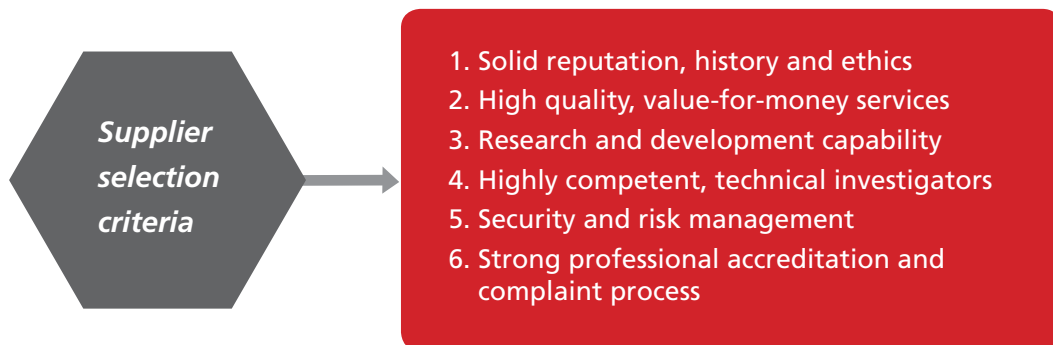 Supplier
selection
criteria
1. Solid reputation, history and ethics
2. High quality, value-for-money services
3. Research and development capability
4. Highly competent, technical investigators
5. Security and risk management
6. Strong professional accreditation and
complaint process